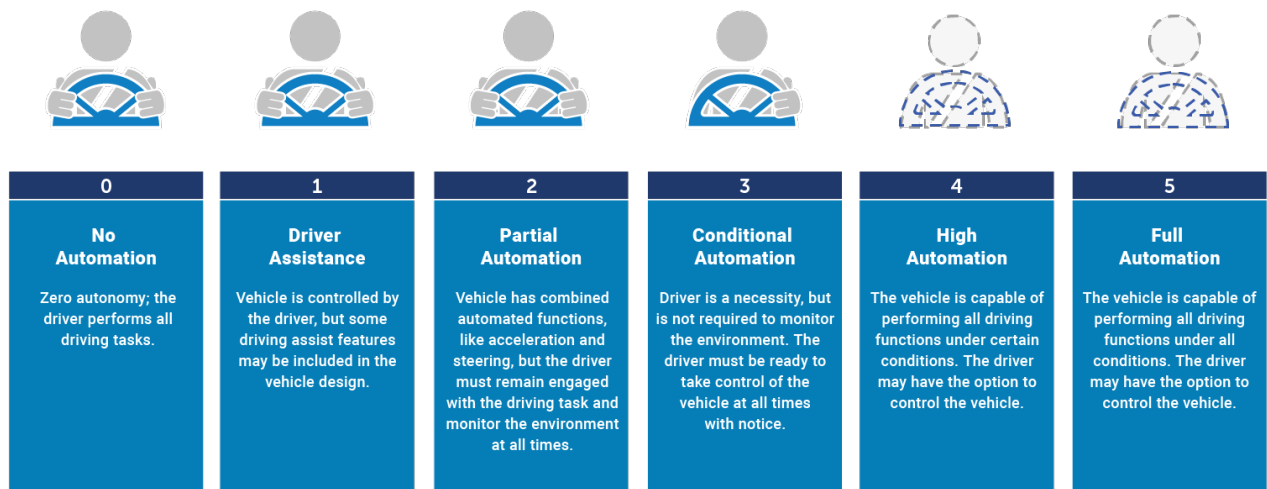 0
No
Automation
Zero autonomy; the
driver performs all
driving tasks.
1
Driver
Assistance
Vehicle is controlled by
the driver, but some
driving assist features
may be included in the
vehicle design.
2
Partial
Automation
Vehicle has combined
automated functions,
like acceleration and
steering, but the driver
must remain engaged
with the driving task and
monitor the environment
at all times.
3
Conditional
Automation
Driver is a necessity, but
is not required to monitor
the environment. The
driver must be ready to
take control of the
vehicle at all times
with notice.
4
High
Automation
The vehicle is capable of
performing all driving
functions under certain
conditions. The driver
may have the option to
control the vehicle.
5
Full
Automation
The vehicle is capable of
performing all driving
functions under all
conditions. The driver
may have the option to
control the vehicle.